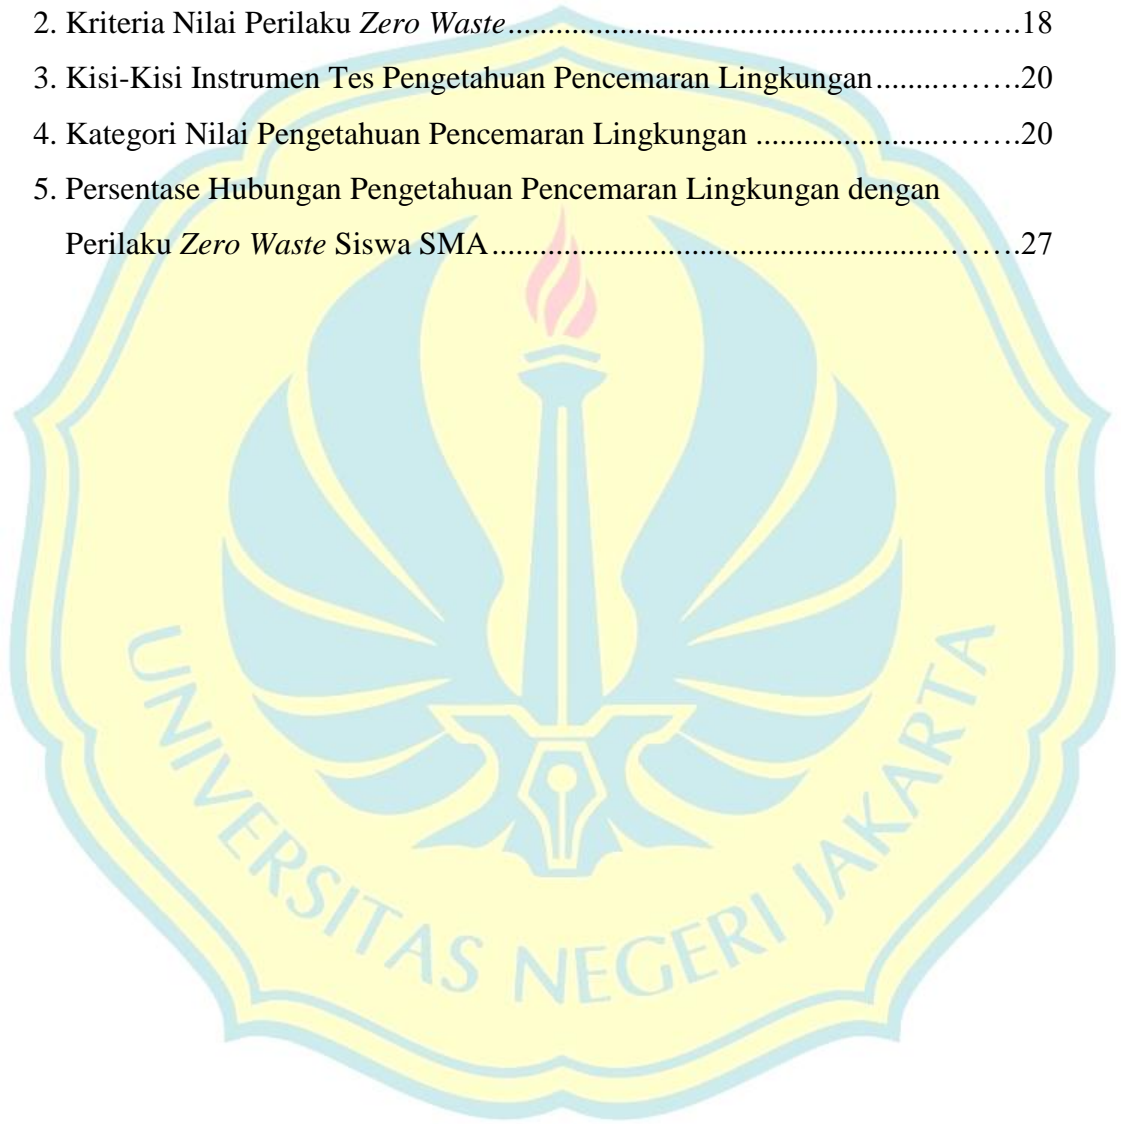 2. Kriteria Nilai Perilaku Zero Waste.....................................................……….18
3. Kisi-Kisi Instrumen Tes Pengetahuan Pencemaran Lingkungan........………20
4. Kategori Nilai Pengetahuan Pencemaran Lingkungan .......................………20
5. Persentase Hubungan Pengetahuan Pencemaran Lingkungan dengan
Perilaku Zero Waste Siswa SMA.......................................................………27
UNIVERSITAS NEGERI JAKARTA